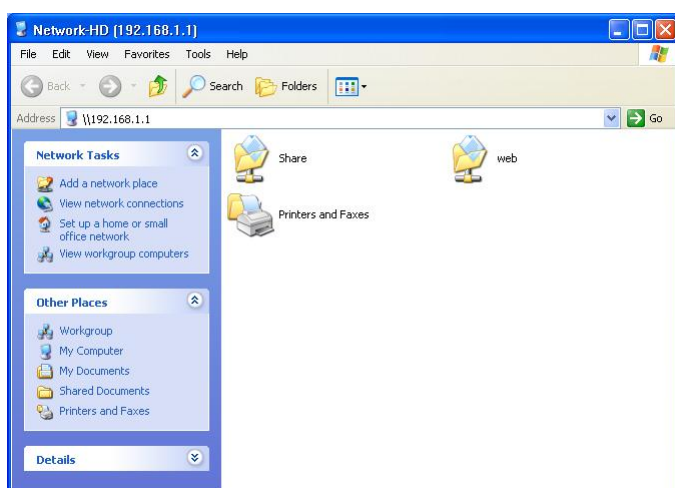 Network-HD (192.168.1.1)
File Edit View Favorites Tools Help
Back Search Folders
Address \\192.168.1.1 Go
Network Tasks
Add a network place
View network connections
Set up a home or small
office network
View workgroup computers
Other Places
Workgroup
My Computer
My Documents
Shared Documents
Printers and Faxes
Details
Share web
Printers and Faxes